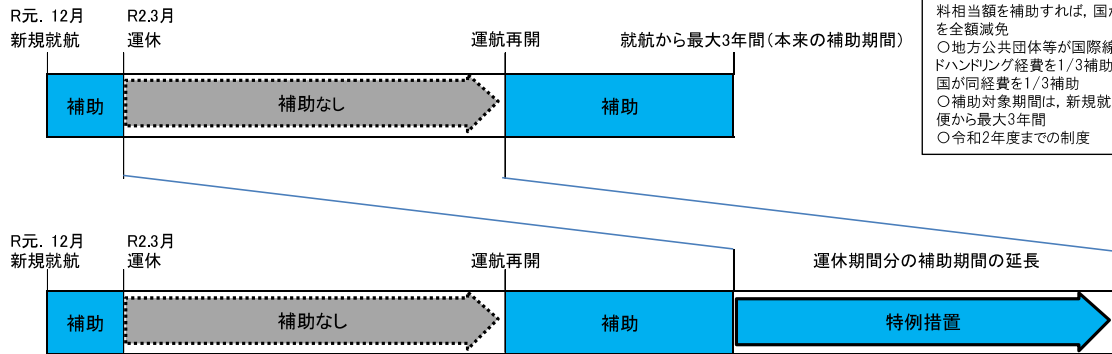 R元．12月
新規就航
R2.3月
運休
運航再開
就航から最大3年間（本来の補助期間）
料相当額を補助すれば，国が
を全額減免
○地方公共団体等が国際線
ドハンドリング経費を1/3補助
国が同経費を1/3補助
○補助対象期間は，新規就
便から最大3年間
○令和2年度までの制度
補助
補助なし
補助
R元．12月
新規就航
R2.3月
運休
運航再開
運休期間分の補助期間の延長
補助
補助なし
補助
特例措置